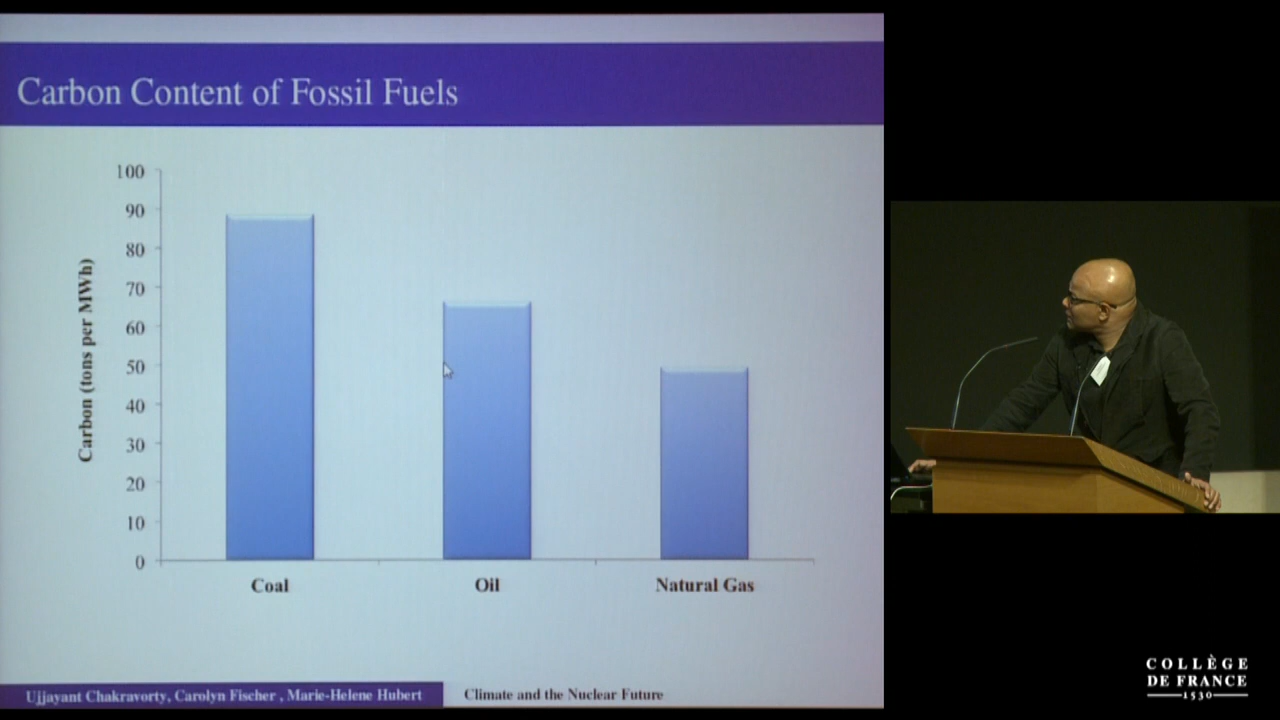 Carbon Content of Fossil Fuels
Carbon (tons per MWh)
100
90
80
70
60
50
40
30
20
10
0
Coal
Oil
Natural Gas
Ujjayant Chakravorty, Carolyn Fischer , Marie-Helene Hubert
Climate and the Nuclear Future
COLLÈGE
DE FRANCE
1530